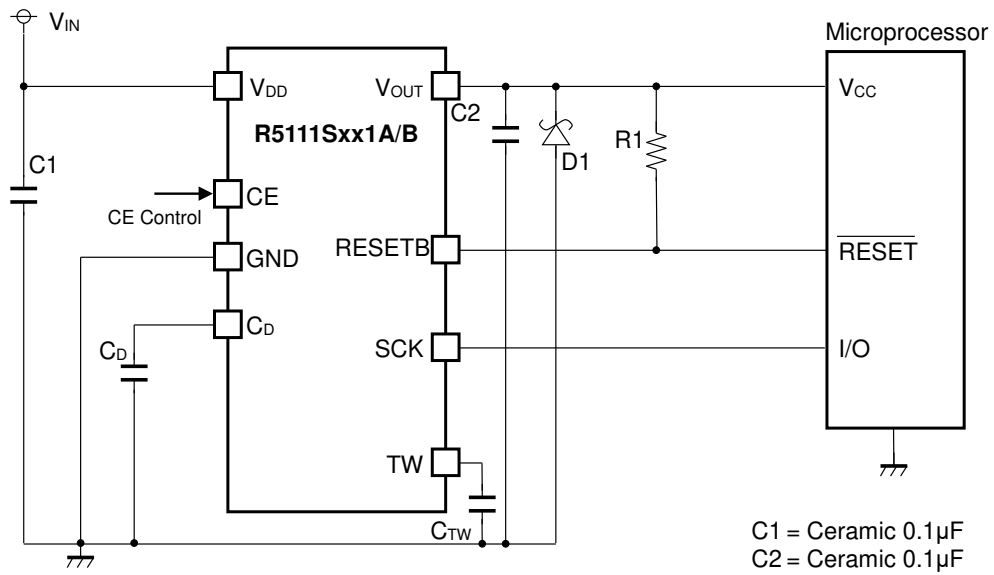 VIN
Microprocessor
VDD
VOUT
C2
VCC
R5111Sxx1A/B
R1
D1
C1
CE
CE Control
RESETB
RESET
GND
CD
CD
SCK
I/O
TW
CTW
C1 = Ceramic 0.1µF
C2 = Ceramic 0.1µF